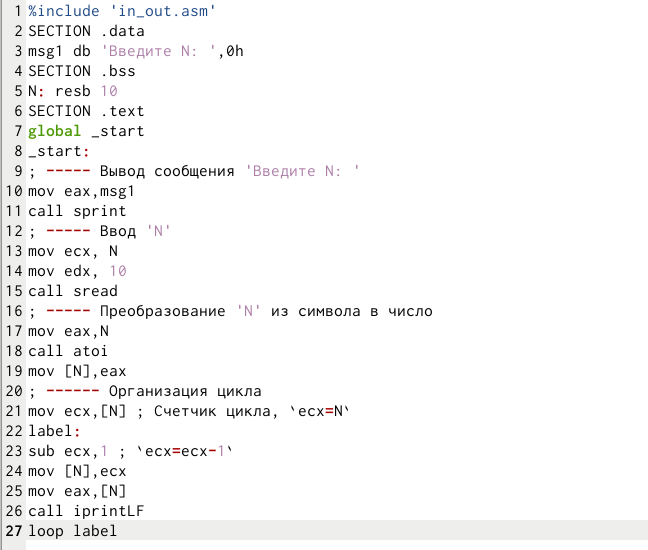 1 %include 'in_out.asm'
2 SECTION .data
3 msg1 db 'Введите N: ',0h
4 SECTION .bss
5 N: resb 10
6 SECTION .text
7 global _start
8 _start:
9 ; ----- Вывод сообщения 'Введите N: '
10 mov eax,msg1
11 call sprint
12 ; ----- Ввод 'N'
13 mov ecx, N
14 mov edx, 10
15 call sread
16 ; ----- Преобразование 'N' из символа в число
17 mov eax,N
18 call atoi
19 mov [N],eax
20 ; ------ Организация цикла
21 mov ecx,[N] ; Счетчик цикла, `ecx=N`
22 label:
23 sub ecx,1 ; `ecx=ecx-1`
24 mov [N],ecx
25 mov eax,[N]
26 call iprintLF
27 loop label